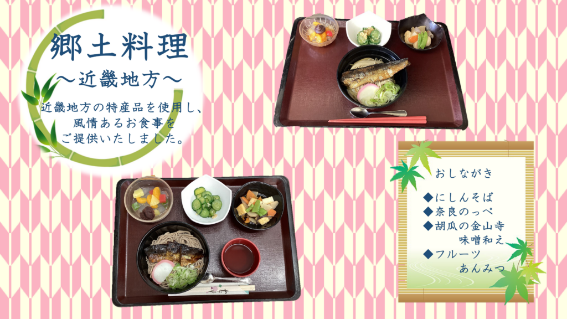 郷土料理
～近畿地方～
近畿地方の特産品を使用し、
風情あるお食事を
ご提供いたしました。
おしながき
◆にしんそば
◆奈良のっぺ
◆胡瓜の金山寺
味噌和え
◆フルーツ
あんみつ